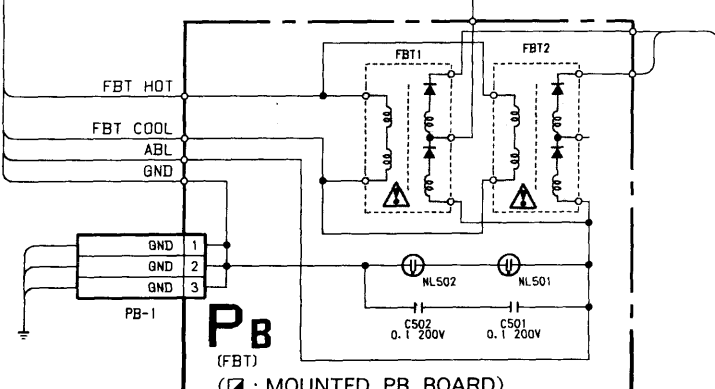 FBT1
FBT2
FBT HOT
FBT COOL
ABL
GND
GND 1
GND 2
GND 3
PB-1
NL502
NL501
C502
0.1 200V
C501
0.1 200V
PB
(FBT)
( : MOUNTED PB BOARD)